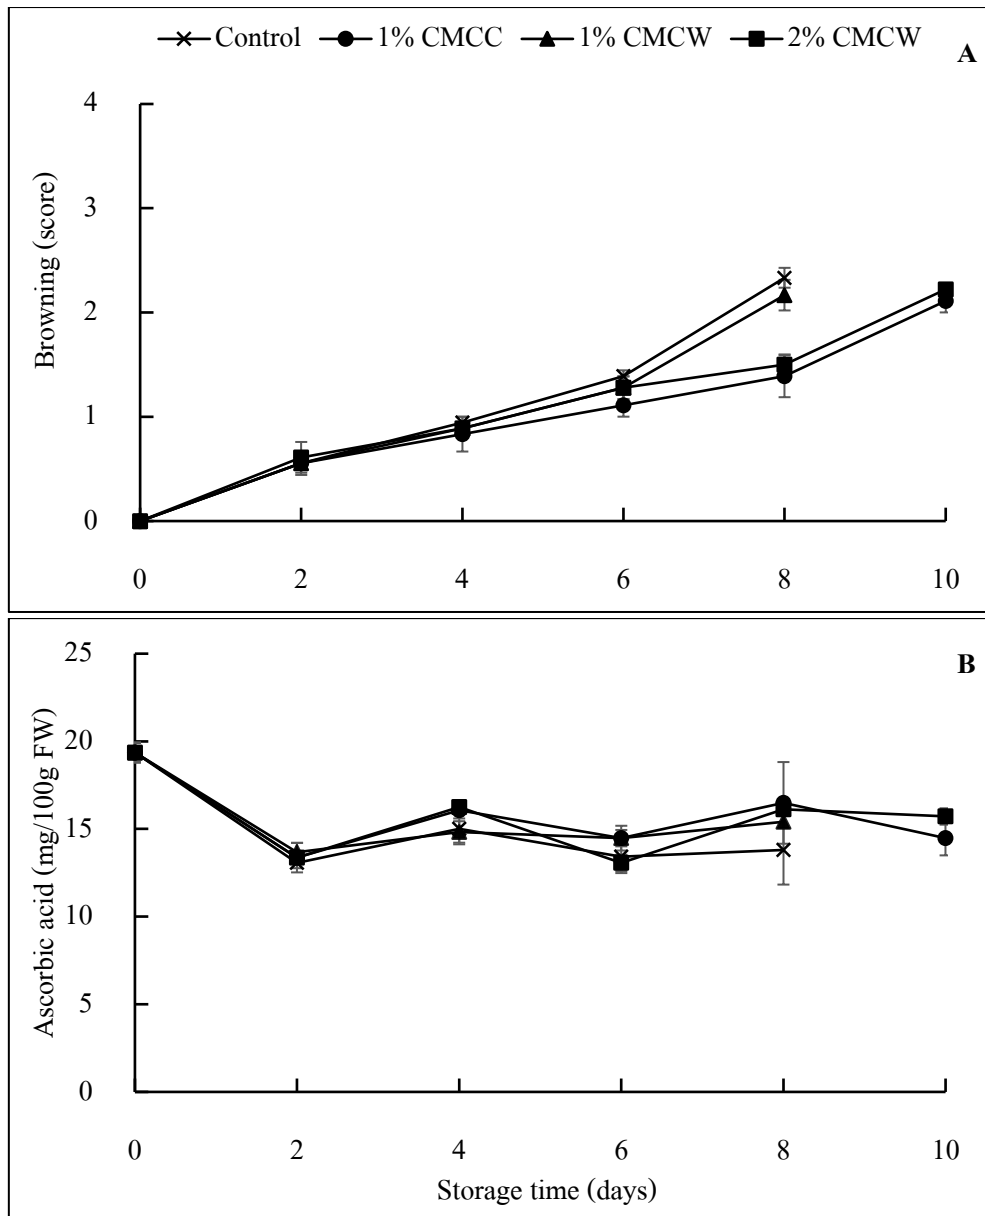 Control 1% CMCC 1% CMCW 2% CMCW
A
4
3
2
1
0
Browning (score)
0 2 4 6 8 10
B
25
20
15
10
5
0
Ascorbic acid (mg/100g FW)
0 2 4 6 8 10
Storage time (days)